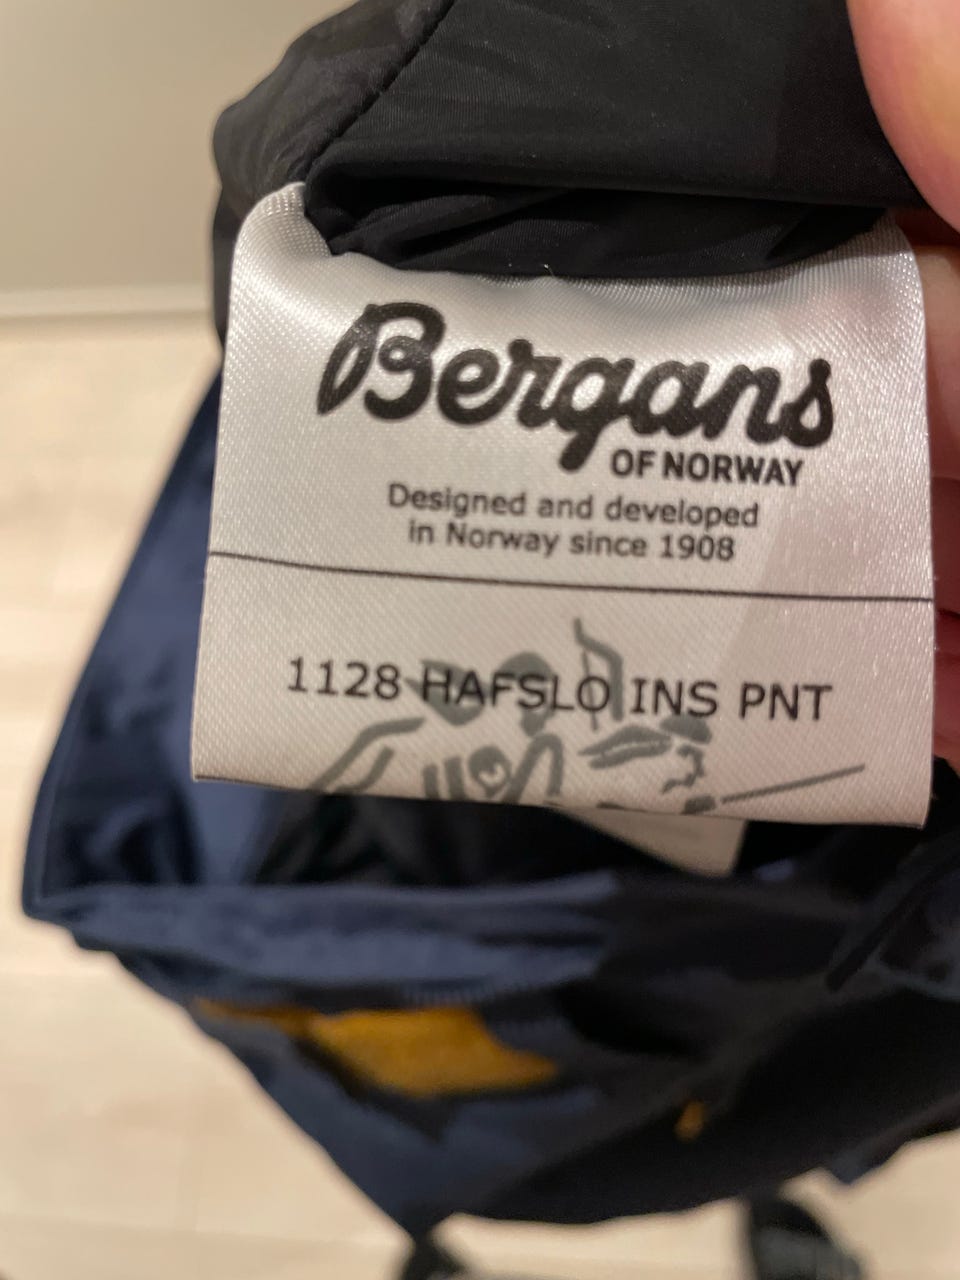 Bergans
OF NORWAY
Designed and developed
in Norway since 1908
1128 HAFSLO INS PNT